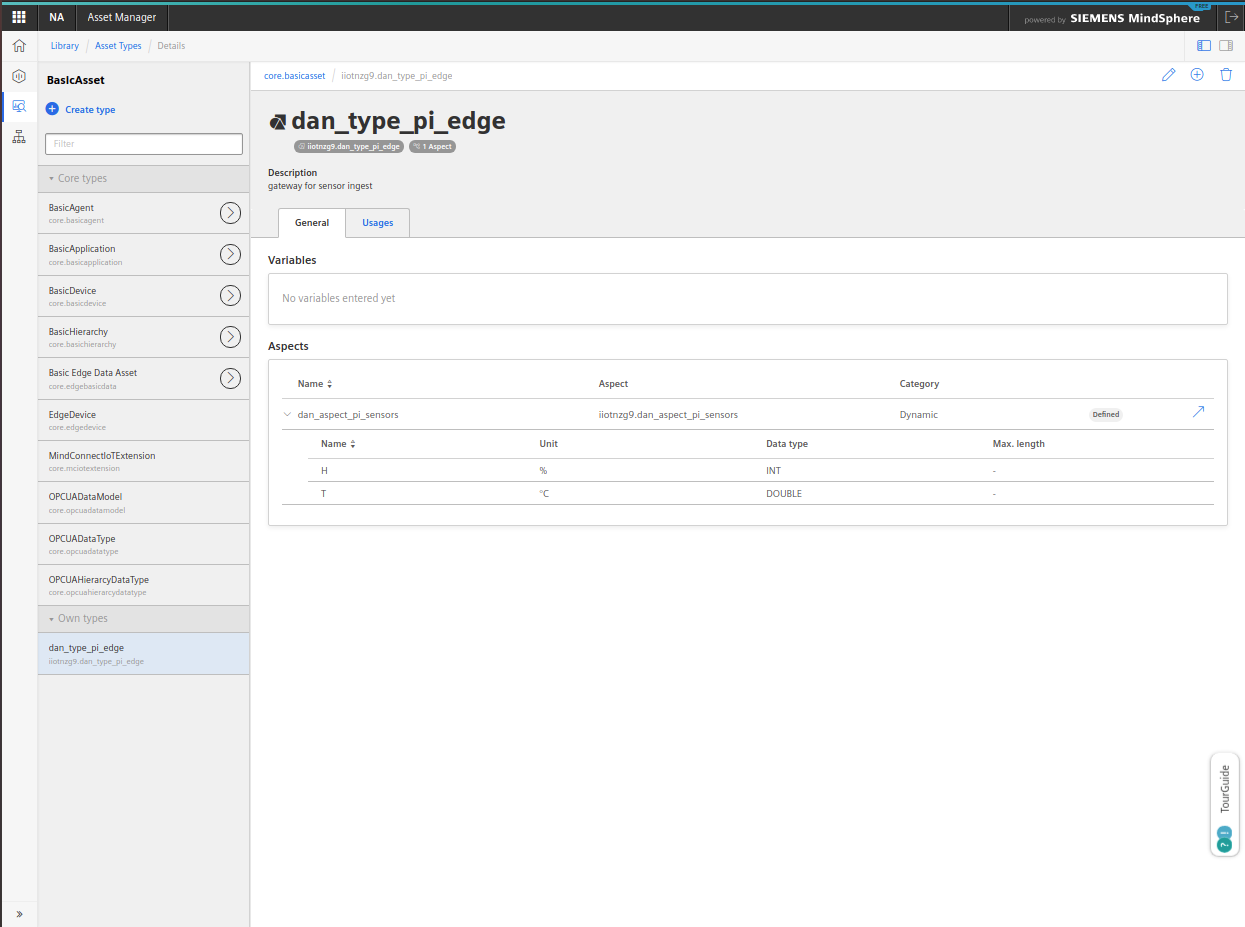 NA Asset Manager powered by SIEMENS MindSphere FREE
Library Asset Types Details
BasicAsset
Create type
Filter
Core types
BasicAgent
core.basicagent
BasicApplication
core.basicapplication
BasicDevice
core.basicdevice
BasicHierarchy
core.basichierarchy
Basic Edge Data Asset
core.edgebasicdata
EdgeDevice
core.edgedevice
MindConnectIoTExtension
core.mciotextension
OPCUADataModel
core.opcuadatamodel
OPCUADataType
core.opcuadatatype
OPCUAHierarcyDataType
core.opcuahierarcydatatype
Own types
dan_type_pi_edge
iiotnzg9.dan_type_pi_edge
core.basicasset iiotnzg9.dan_type_pi_edge
dan_type_pi_edge
iiotnzg9.dan_type_pi_edge 1 Aspect
Description
gateway for sensor ingest
General Usages
Variables
No variables entered yet
Aspects
Name Aspect Category
dan_aspect_pi_sensors iiotnzg9.dan_aspect_pi_sensors Dynamic Defined
Name Unit Data type Max. length
H % INT -
T °C DOUBLE -
TourGuide